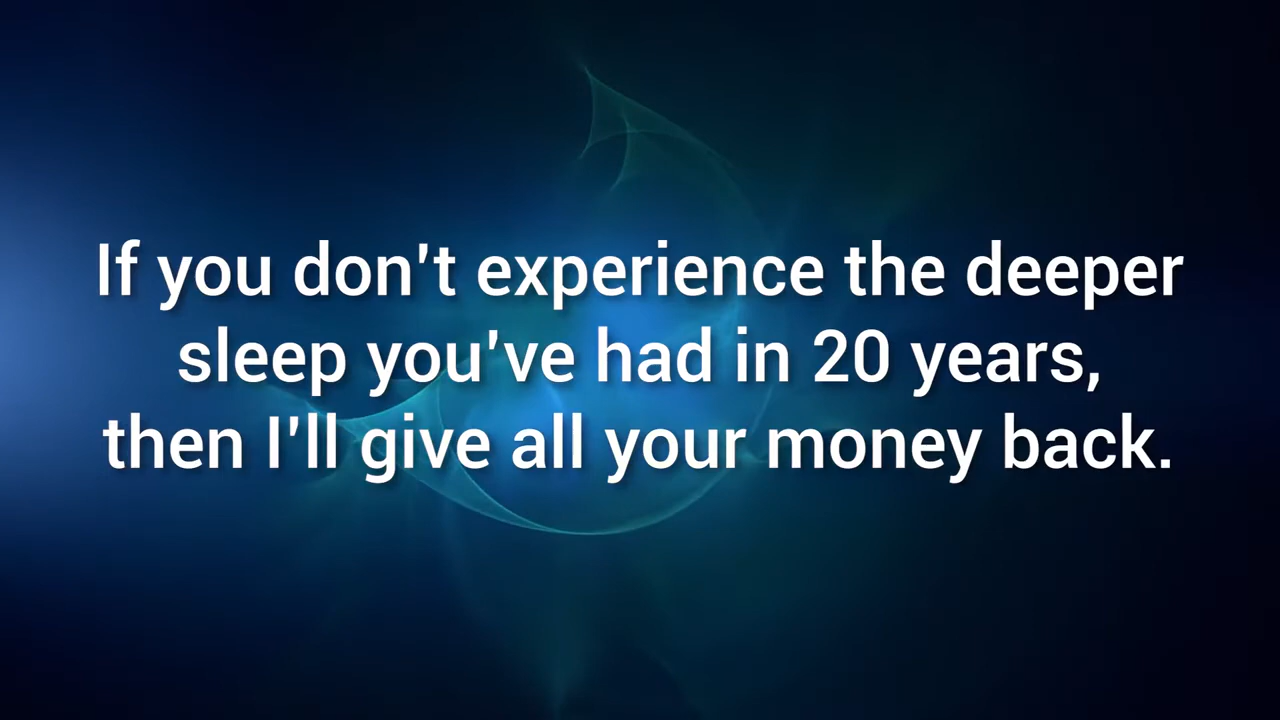 If you don't experience the deeper
sleep you've had in 20 years,
then I'll give all your money back.